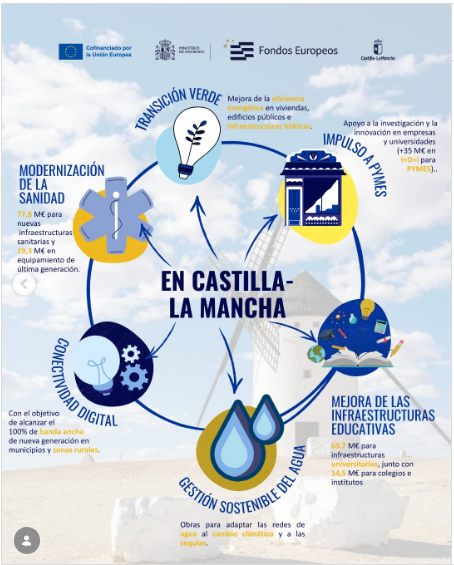 Cofinanciado por
la Unión Europea
MINISTERIO
DE HACIENDA
Fondos Europeos
Castilla-La Mancha
TRANSICIÓN VERDE
Mejora de la eficiencia
energética en viviendas,
edificios públicos e
infraestructuras hídricas.
IMPULSO A PYMES
Apoyo a la investigación y la
innovación en empresas
y universidades
(+35 M€ en
I+D+i para
PYMES)..
MODERNIZACIÓN
DE LA
SANIDAD
77,8 M€ para
nuevas
infraestructuras
sanitarias y
19,3 M€ en
equipamiento de
última generación.
EN CASTILLA-
LA MANCHA
CONECTIVIDAD DIGITAL
Con el objetivo
de alcanzar el
100% de banda ancha
de nueva generación en
municipios y zonas rurales.
MEJORA DE LAS
INFRAESTRUCTURAS
EDUCATIVAS
63,7 M€ para
infraestructuras
universitarias, junto con
14,5 M€ para colegios e
institutos
GESTIÓN SOSTENIBLE DEL AGUA
Obras para adaptar las redes de
agua al cambio climático y a las
sequías.